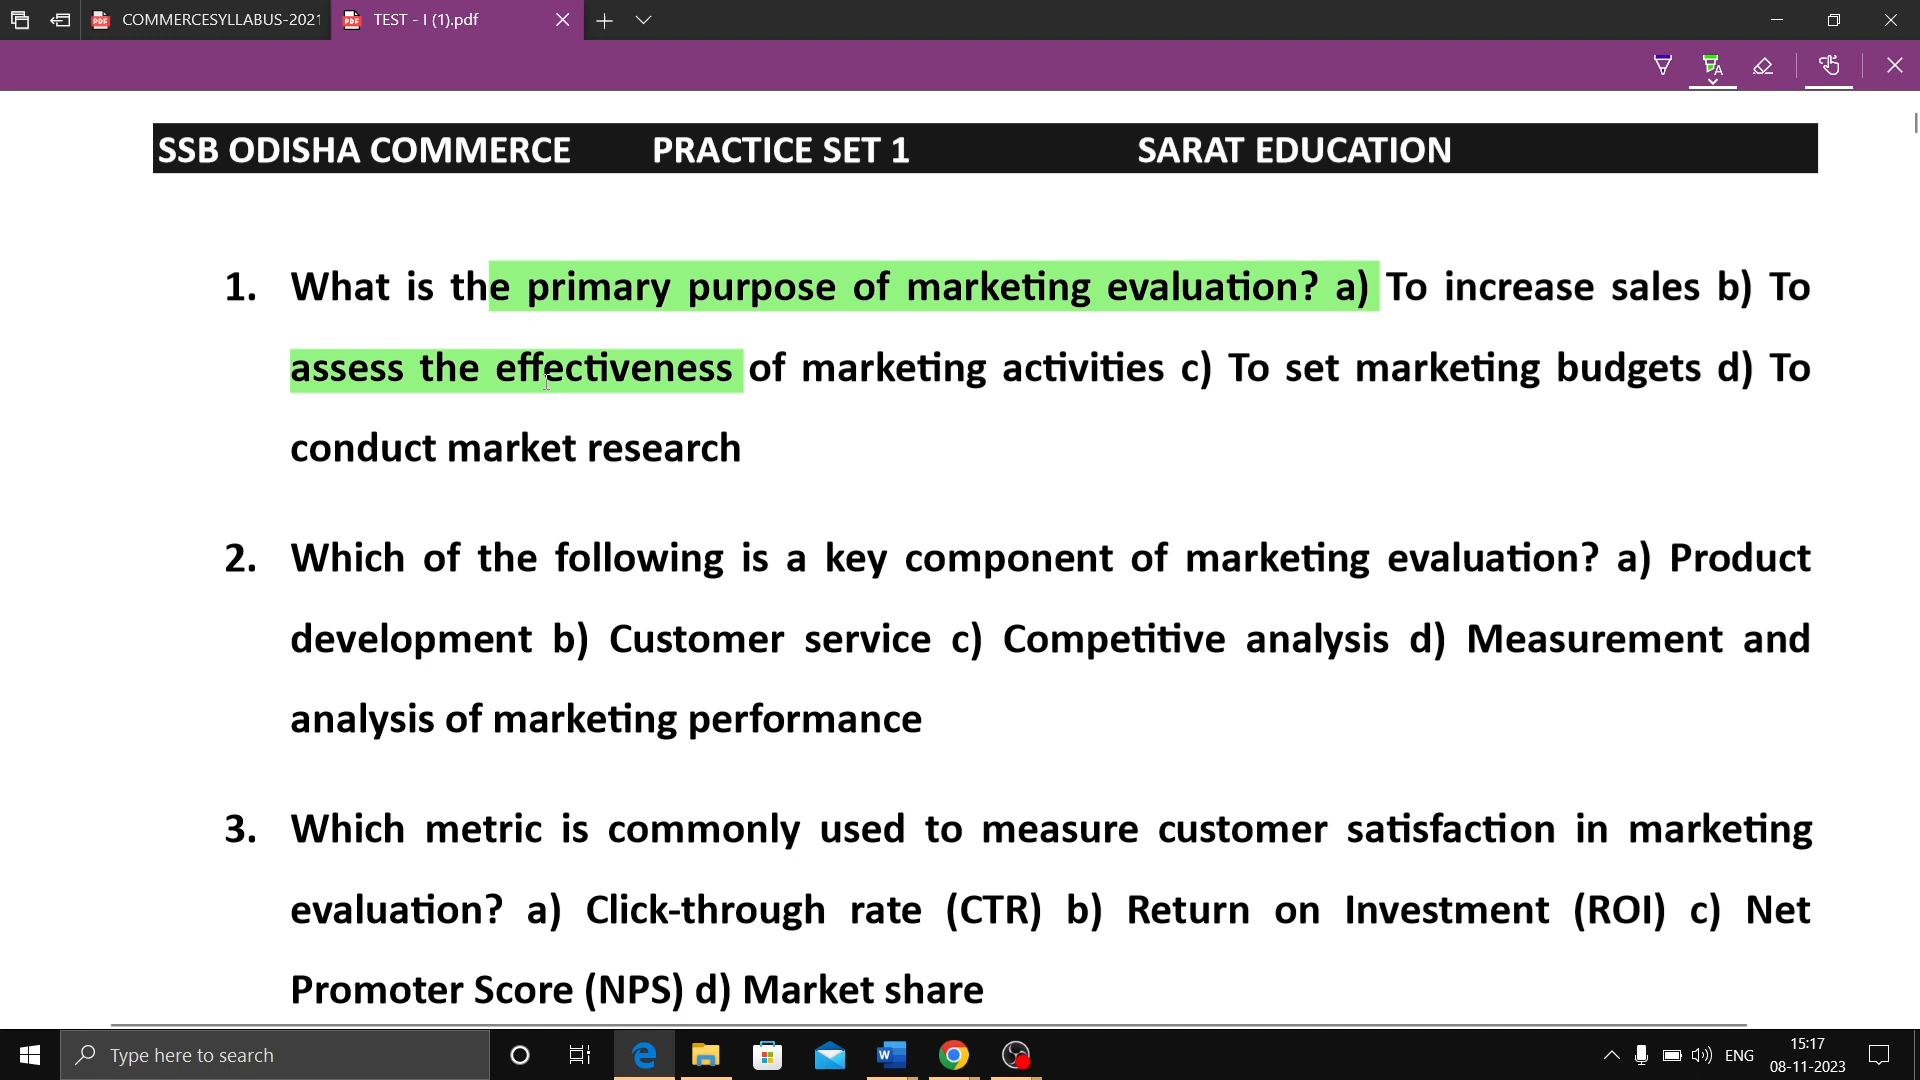 COMMERCESYLLABUS-2021
TEST - I (1).pdf
SSB ODISHA COMMERCE PRACTICE SET 1 SARAT EDUCATION
1. What is the primary purpose of marketing evaluation? a) To increase sales b) To
assess the effectiveness of marketing activities c) To set marketing budgets d) To
conduct market research
2. Which of the following is a key component of marketing evaluation? a) Product
development b) Customer service c) Competitive analysis d) Measurement and
analysis of marketing performance
3. Which metric is commonly used to measure customer satisfaction in marketing
evaluation? a) Click-through rate (CTR) b) Return on Investment (ROI) c) Net
Promoter Score (NPS) d) Market share
Type here to search
ENG
15:17
08-11-2023